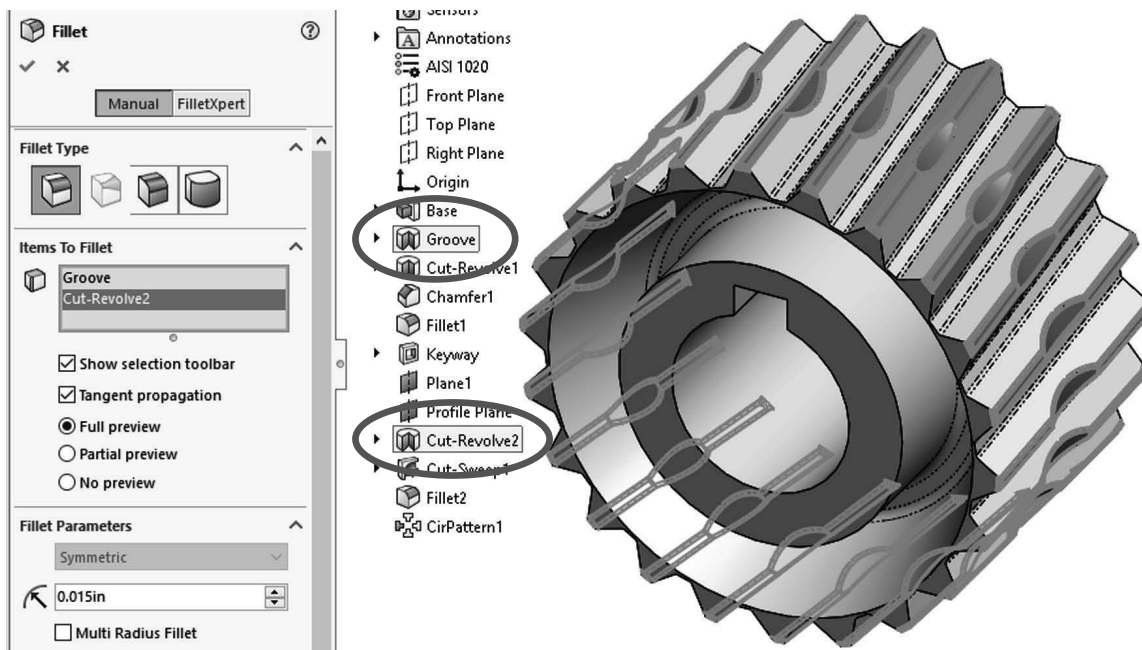 Fillet
Manual
FilletXpert
Fillet Type
Items To Fillet
Groove
Cut-Revolve2
Show selection toolbar
Tangent propagation
Full preview
Partial preview
No preview
Fillet Parameters
Symmetric
0.015in
Multi Radius Fillet
Sensors
Annotations
AISI 1020
Front Plane
Top Plane
Right Plane
Origin
Base
Groove
Cut-Revolve1
Chamfer1
Fillet1
Keyway
Plane1
Profile Plane
Cut-Revolve2
Cut-Sweep1
Fillet2
CirPattern1